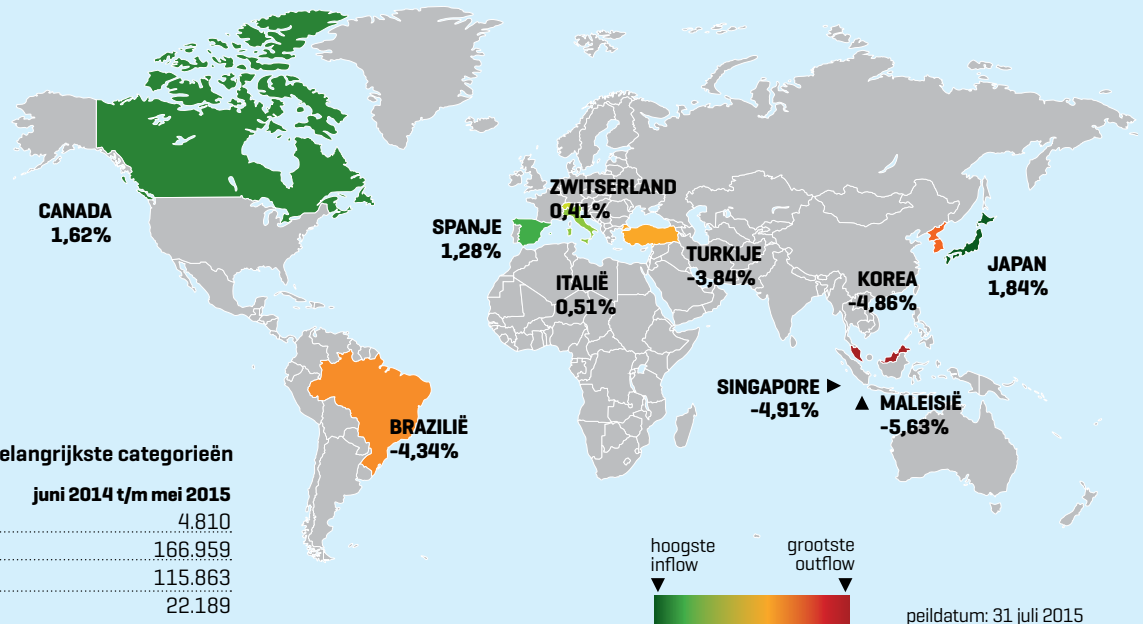 ZWITSERLAND
0,41%
CANADA
1,62%
SPANJE
1,28%
TURKIJE
-3,84%
ITALIË
0,51%
KOREA
-4,86%
JAPAN
1,84%
SINGAPORE ►
-4,91%
▲ MALEISIË
-5,63%
BRAZILIË
-4,34%
elangrijkste categorieën
juni 2014 t/m mei 2015
4.810
166.959
115.863
22.189
hoogste
inflow
grootste
outflow
peildatum: 31 juli 2015